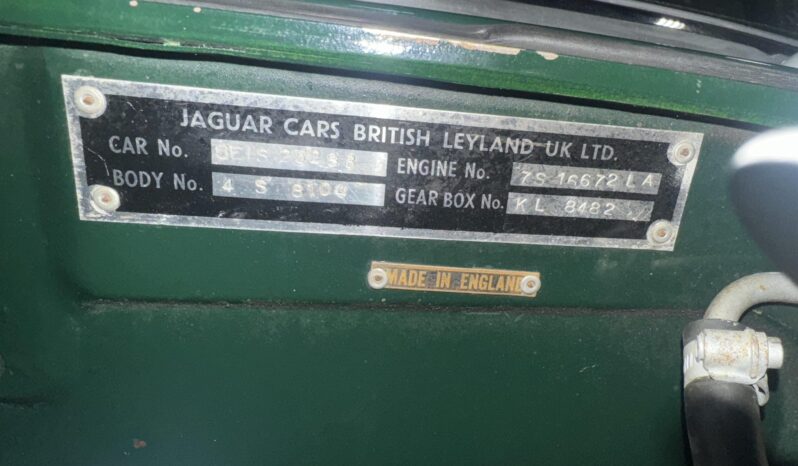 JAGUAR CARS BRITISH LEYLAND UK LTD.
CAR No.
ENGINE No. 7S 16672 LA
BODY No. 4 S
GEAR BOX No. KL 8482
MADE IN ENGLAND